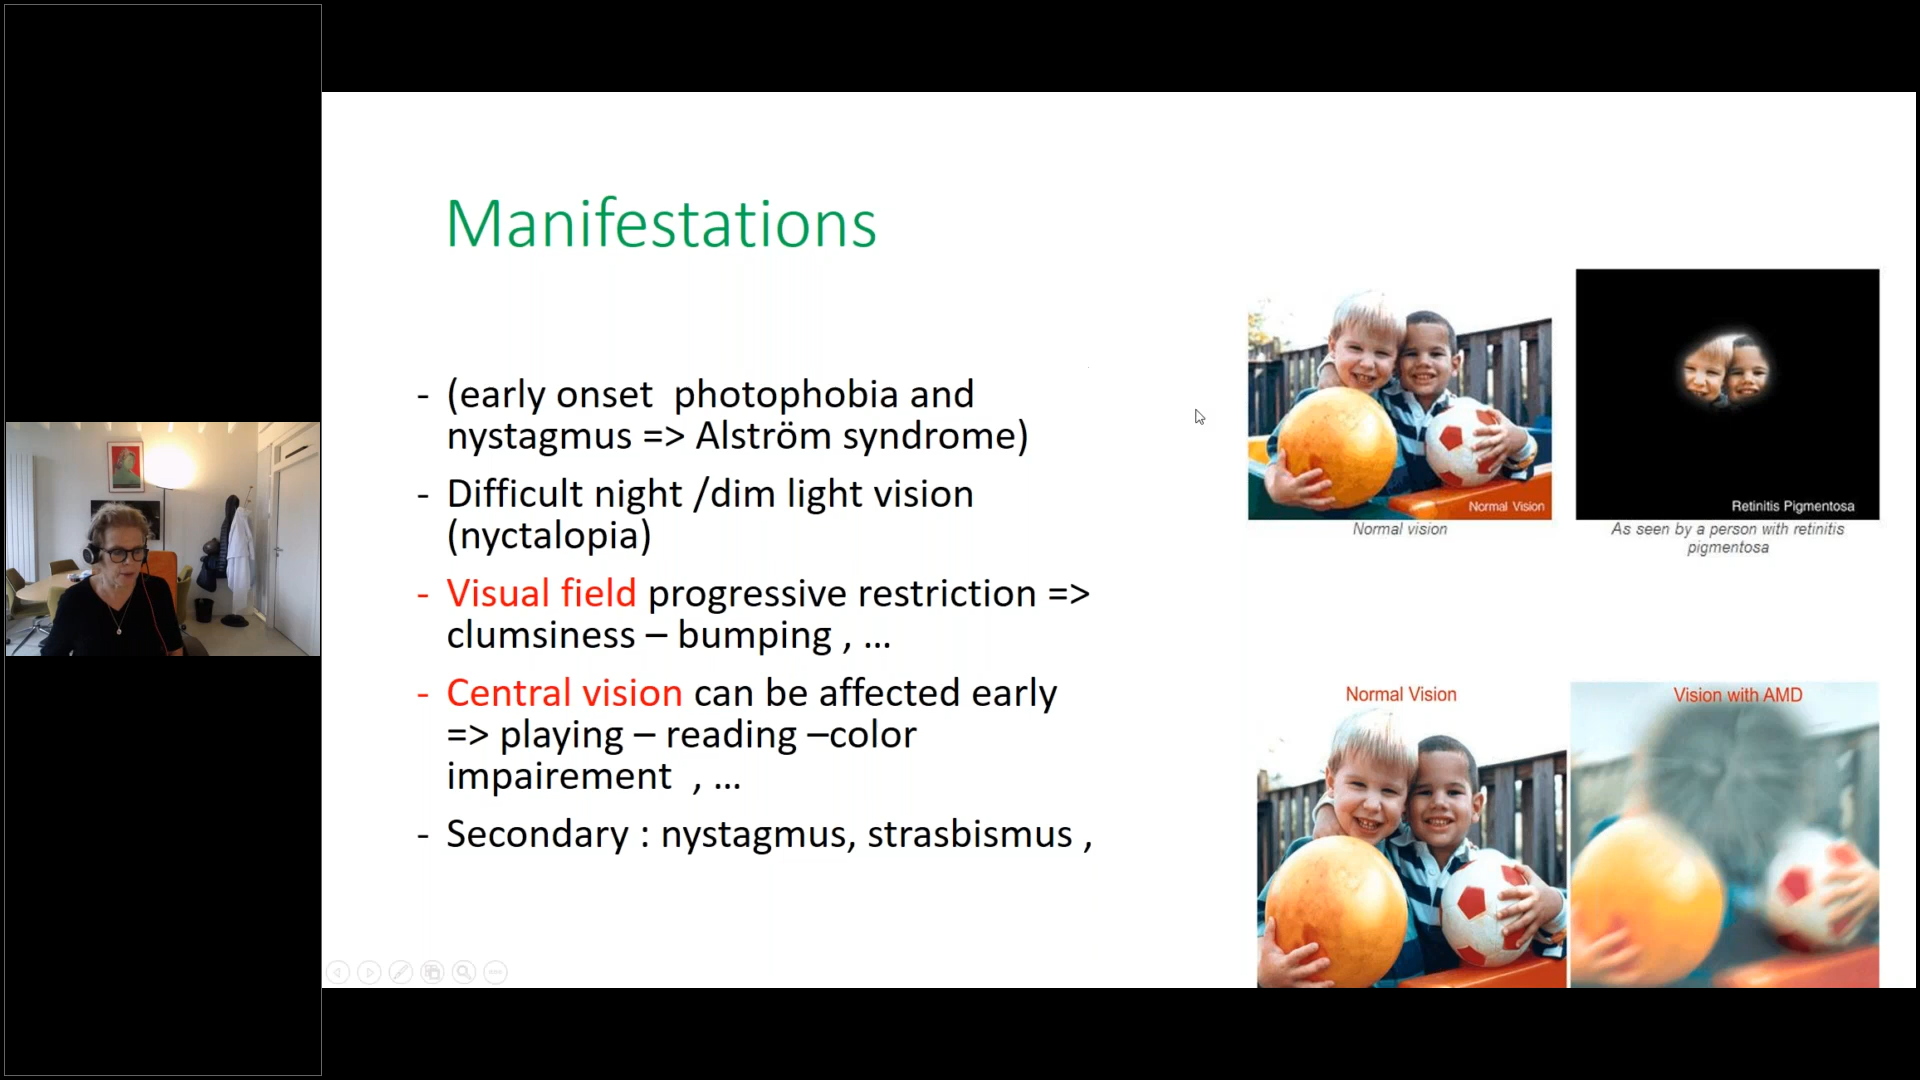 Manifestations
- (early onset  photophobia and
nystagmus => Alström syndrome)
- Difficult night /dim light vision
(nyctalopia)
- Visual field progressive restriction =>
clumsiness – bumping , ...
- Central vision can be affected early
=> playing – reading –color
impairement  , ...
- Secondary : nystagmus, strasbismus ,
Normal Vision
Normal vision
Retinitis Pigmentosa
As seen by a person with retinitis
pigmentosa
Normal Vision
Vision with AMD